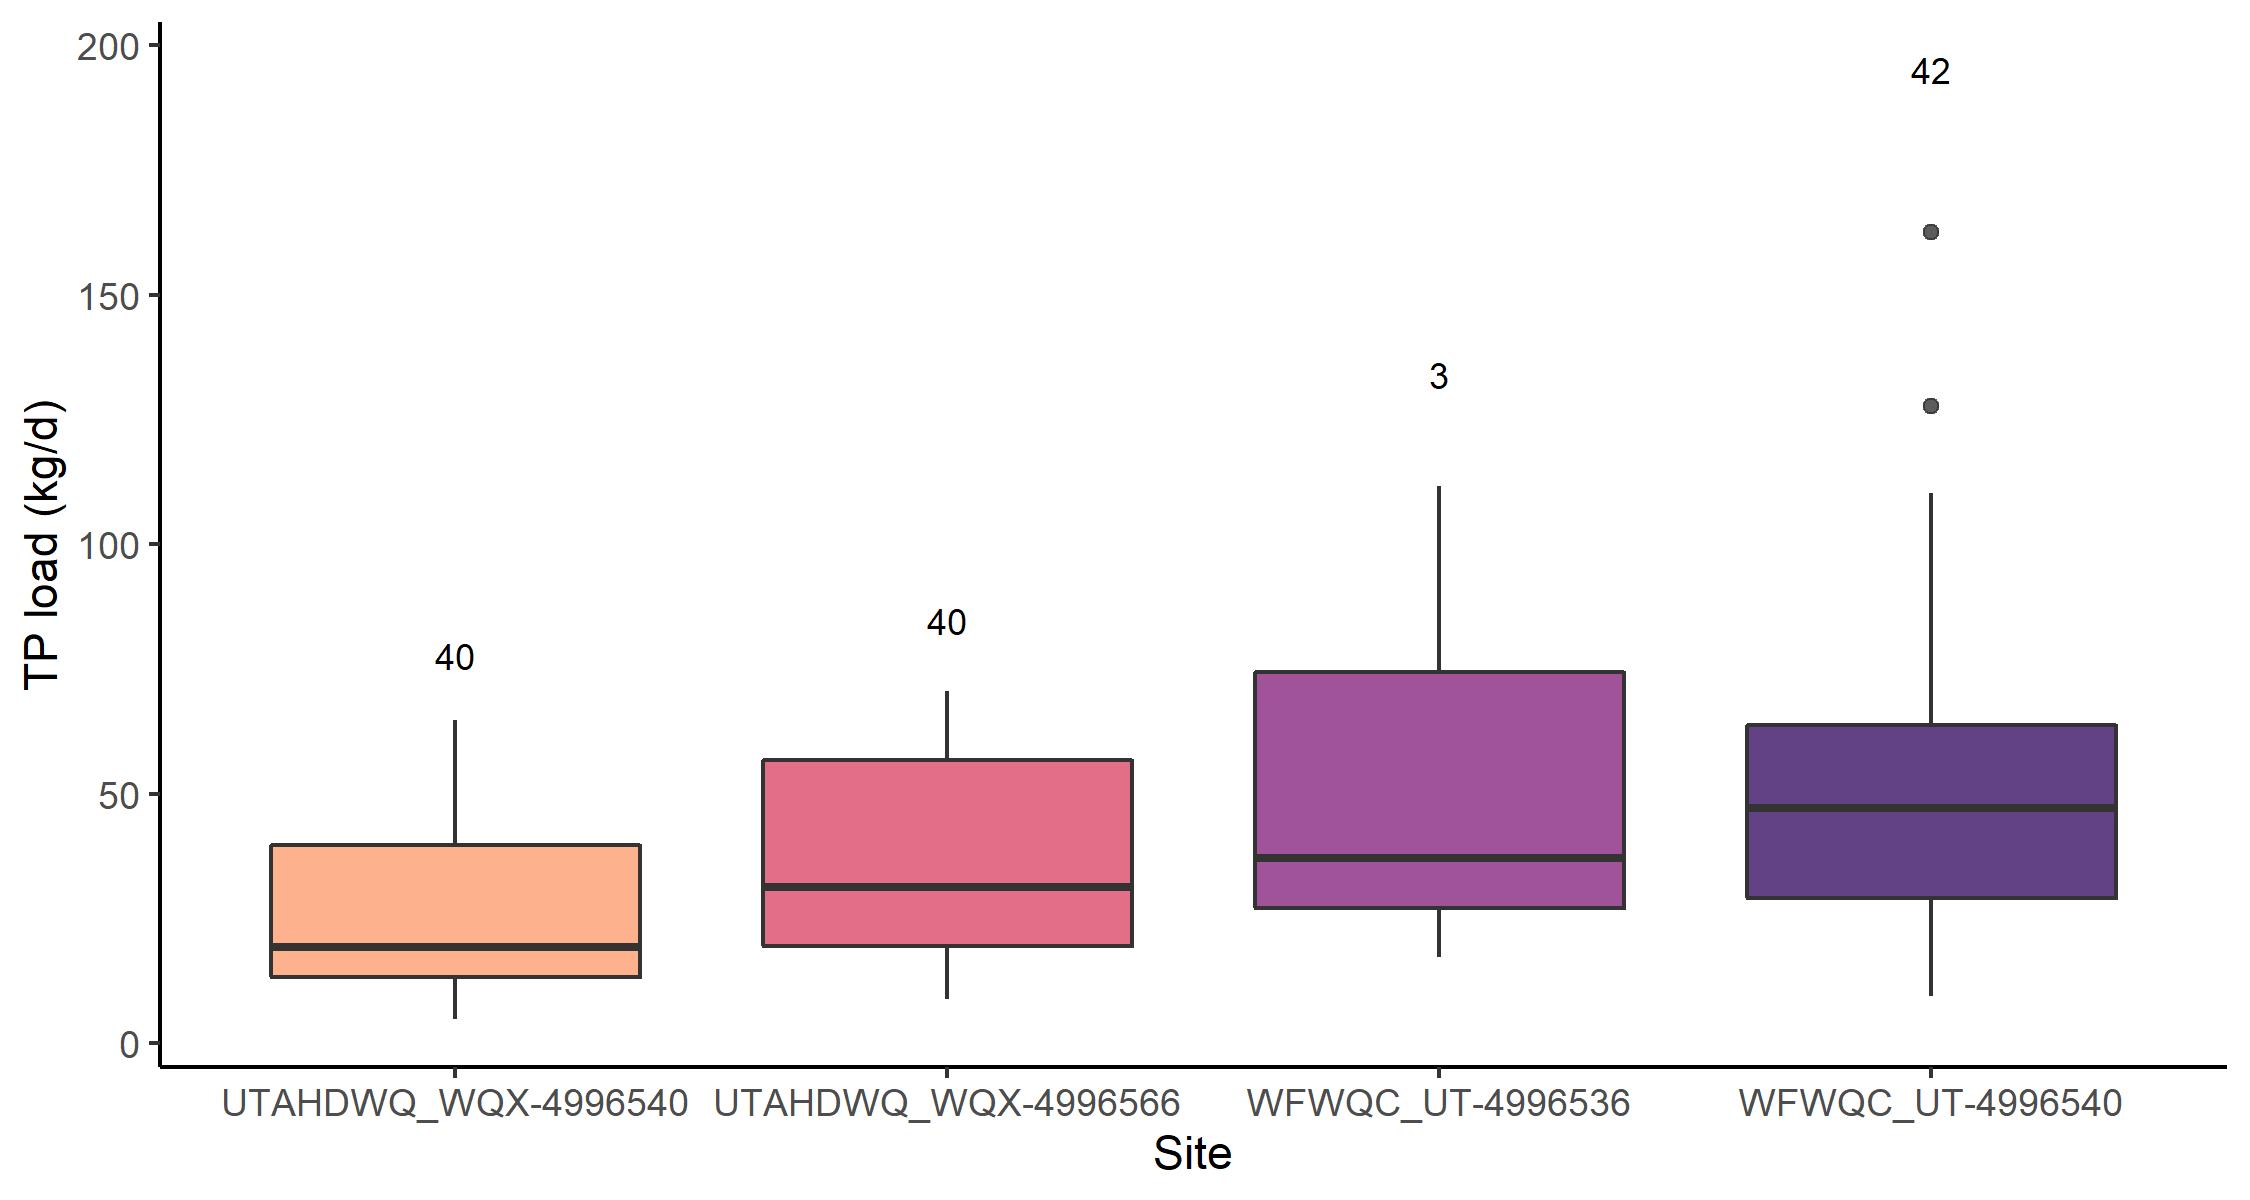 TP load (kg/d)
200
150
100
50
0
40
40
3
42
UTAHDWQ_WQX-4996540
UTAHDWQ_WQX-4996566
WFWQC_UT-4996536
WFWQC_UT-4996540
Site